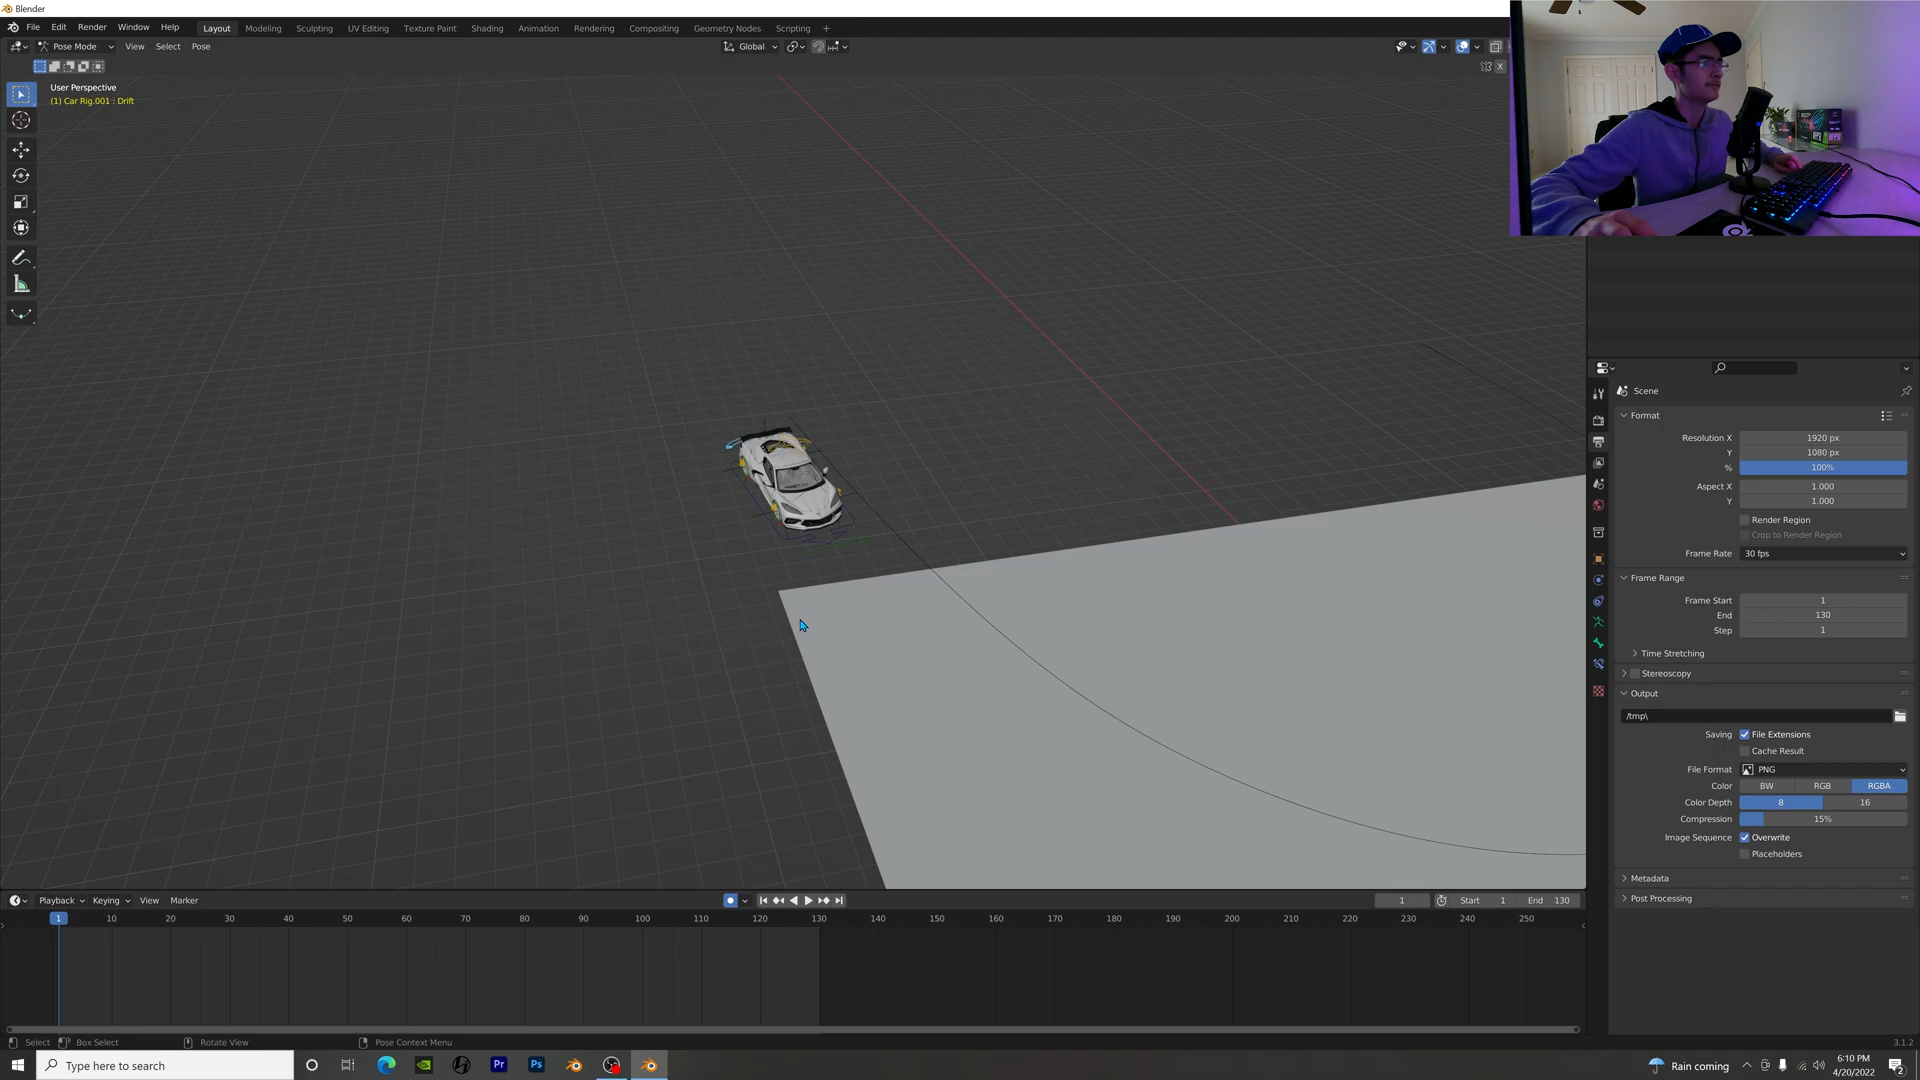 Blender
File Edit Render Window Help Layout Modeling Sculpting UV Editing Texture Paint Shading Animation Rendering Compositing Geometry Nodes Scripting +
Pose Mode View Select Pose Global
X
User Perspective
(1) Car Rig.001 : Drift
Scene
Format
Resolution X 1920 px
Y 1080 px
% 100%
Aspect X 1.000
Y 1.000
Render Region
Crop to Render Region
Frame Rate 30 fps
Frame Range
Frame Start 1
End 130
Step 1
Time Stretching
Stereoscopy
Output
/tmp\
Saving File Extensions
Cache Result
File Format PNG
Color BW RGB RGBA
Color Depth 8 16
Compression 15%
Image Sequence Overwrite
Placeholders
Metadata
Post Processing
Playback Keying View Marker 1 Start 1 End 130
1 10 20 30 40 50 60 70 80 90 100 110 120 130 140 150 160 170 180 190 200 210 220 230 240 250
Select Box Select Rotate View Pose Context Menu 3.1.2
Type here to search Pr Ps Rain coming 6:10 PM
4/20/2022 2